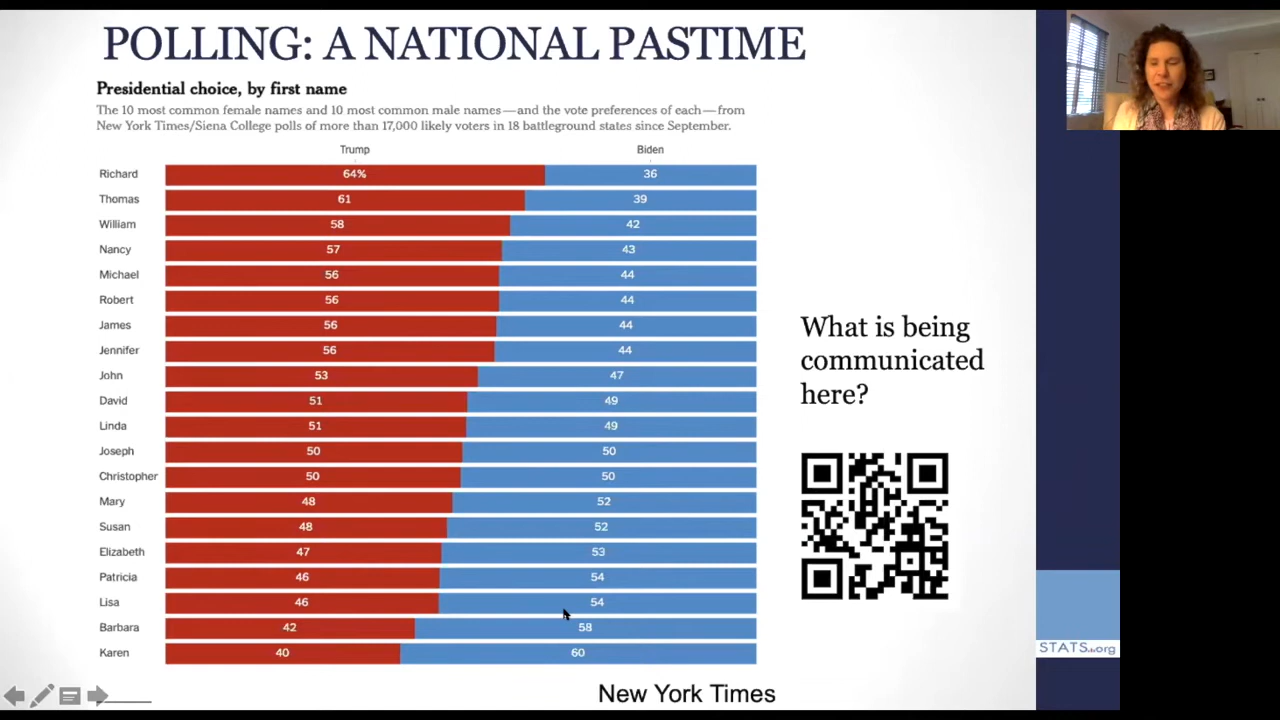 POLLING: A NATIONAL PASTIME
Presidential choice, by first name
The 10 most common female names and 10 most common male names—and the vote preferences of each—from
New York Times/Siena College polls of more than 17,000 likely voters in 18 battleground states since September.
Trump Biden
Richard 64% 36
Thomas 61 39
William 58 42
Nancy 57 43
Michael 56 44
Robert 56 44
James 56 44
Jennifer 56 44
John 53 47
David 51 49
Linda 51 49
Joseph 50 50
Christopher 50 50
Mary 48 52
Susan 48 52
Elizabeth 47 53
Patricia 46 54
Lisa 46 54
Barbara 42 58
Karen 40 60
What is being
communicated
here?
New York Times
STATS.org